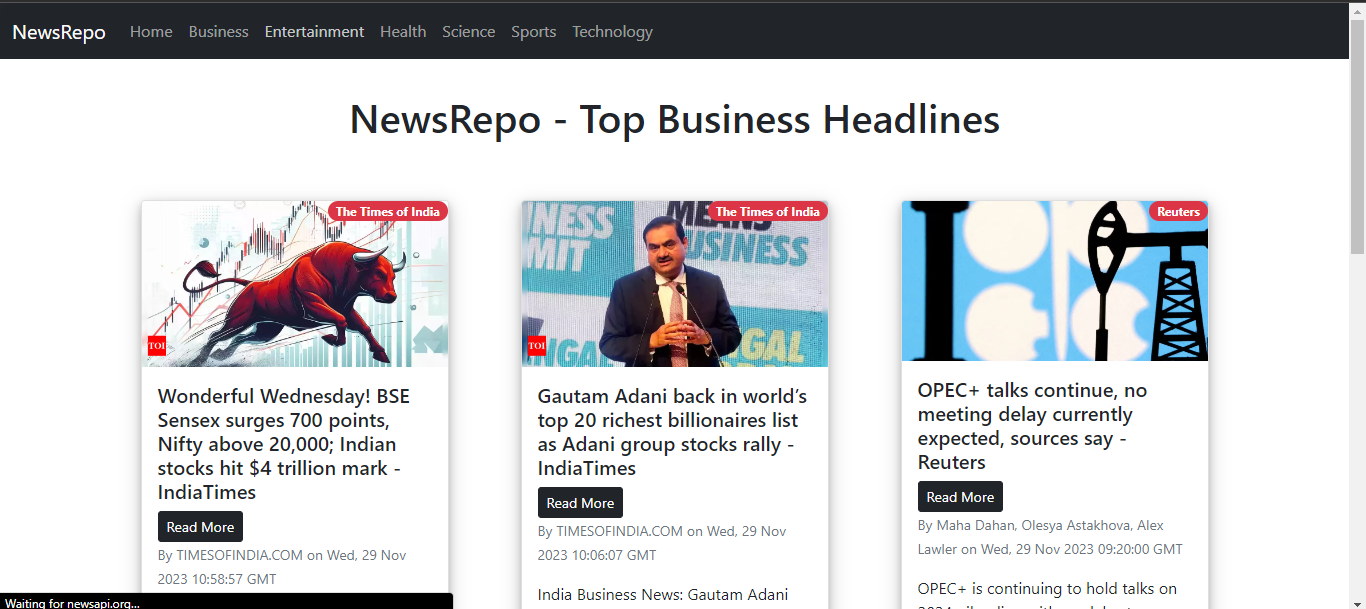 NewsRepo Home Business Entertainment Health Science Sports Technology
NewsRepo - Top Business Headlines
The Times of India
TOI
Wonderful Wednesday! BSE
Sensex surges 700 points,
Nifty above 20,000; Indian
stocks hit $4 trillion mark -
IndiaTimes
Read More
By TIMESOFINDIA.COM on Wed, 29 Nov
2023 10:58:57 GMT
The Times of India
NESS
MEANS
BUSINESS
MMIT
TOI
NGA
GAL
Gautam Adani back in world's
top 20 richest billionaires list
as Adani group stocks rally -
IndiaTimes
Read More
By TIMESOFINDIA.COM on Wed, 29 Nov
2023 10:06:07 GMT
India Business News: Gautam Adani
Reuters
OPEC+ talks continue, no
meeting delay currently
expected, sources say -
Reuters
Read More
By Maha Dahan, Olesya Astakhova, Alex
Lawler on Wed, 29 Nov 2023 09:20:00 GMT
OPEC+ is continuing to hold talks on
Waiting for newsapi.org...